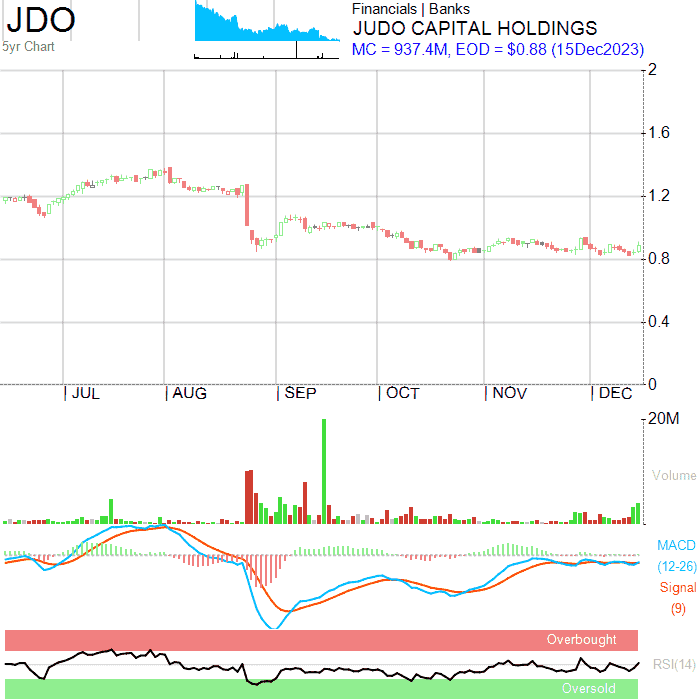 JDO
5yr Chart
Financials | Banks
JUDO CAPITAL HOLDINGS
MC = 937.4M, EOD = $0.88 (15Dec2023)
2
1.6
1.2
0.8
0.4
0
JUL AUG SEP OCT NOV DEC
20M
Volume
MACD
(12-26)
Signal
(9)
Overbought
RSI(14)
Oversold